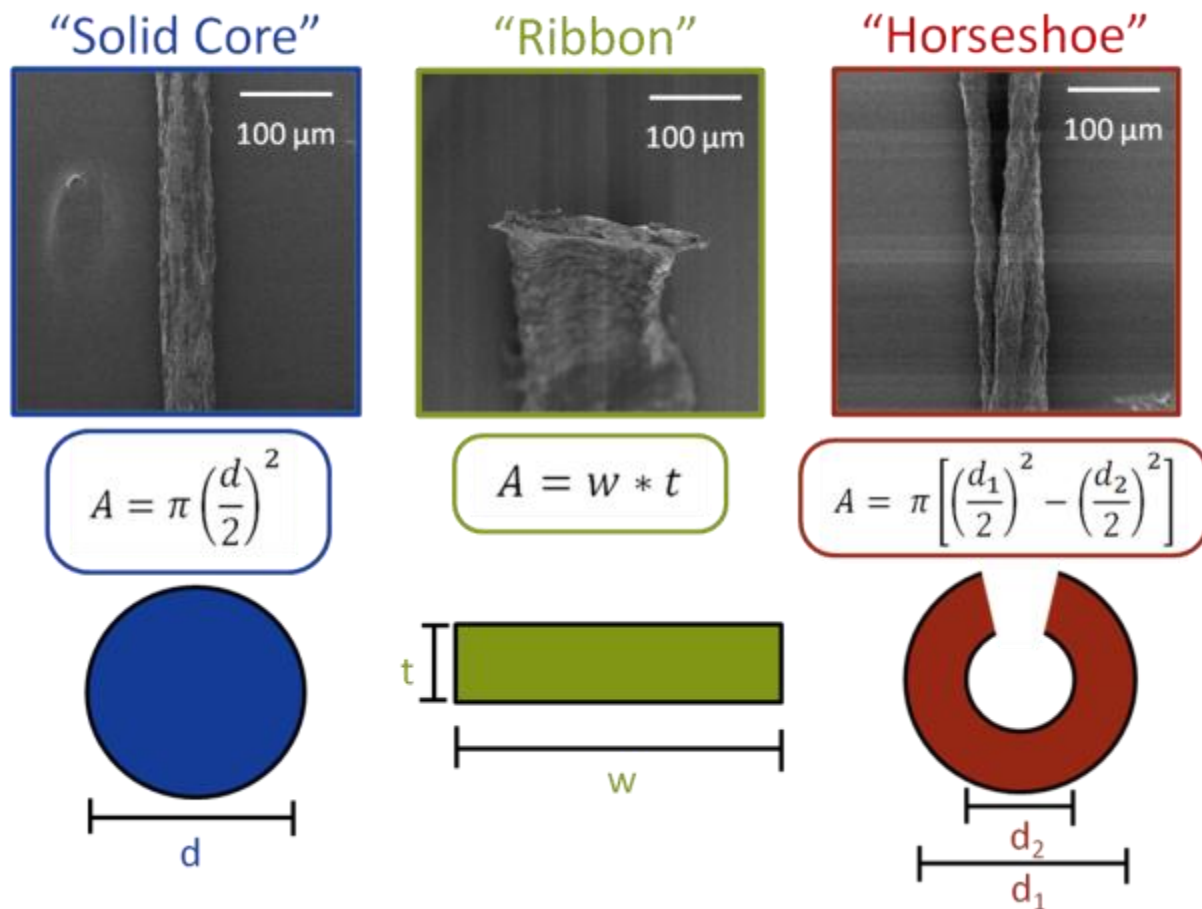 “Solid Core”
“Ribbon”
“Horseshoe”
100 µm
100 µm
100 µm
A = π (d/2)²
A = w * t
A = π [(d₁/2)² − (d₂/2)²]
t
w
d
d₂
d₁